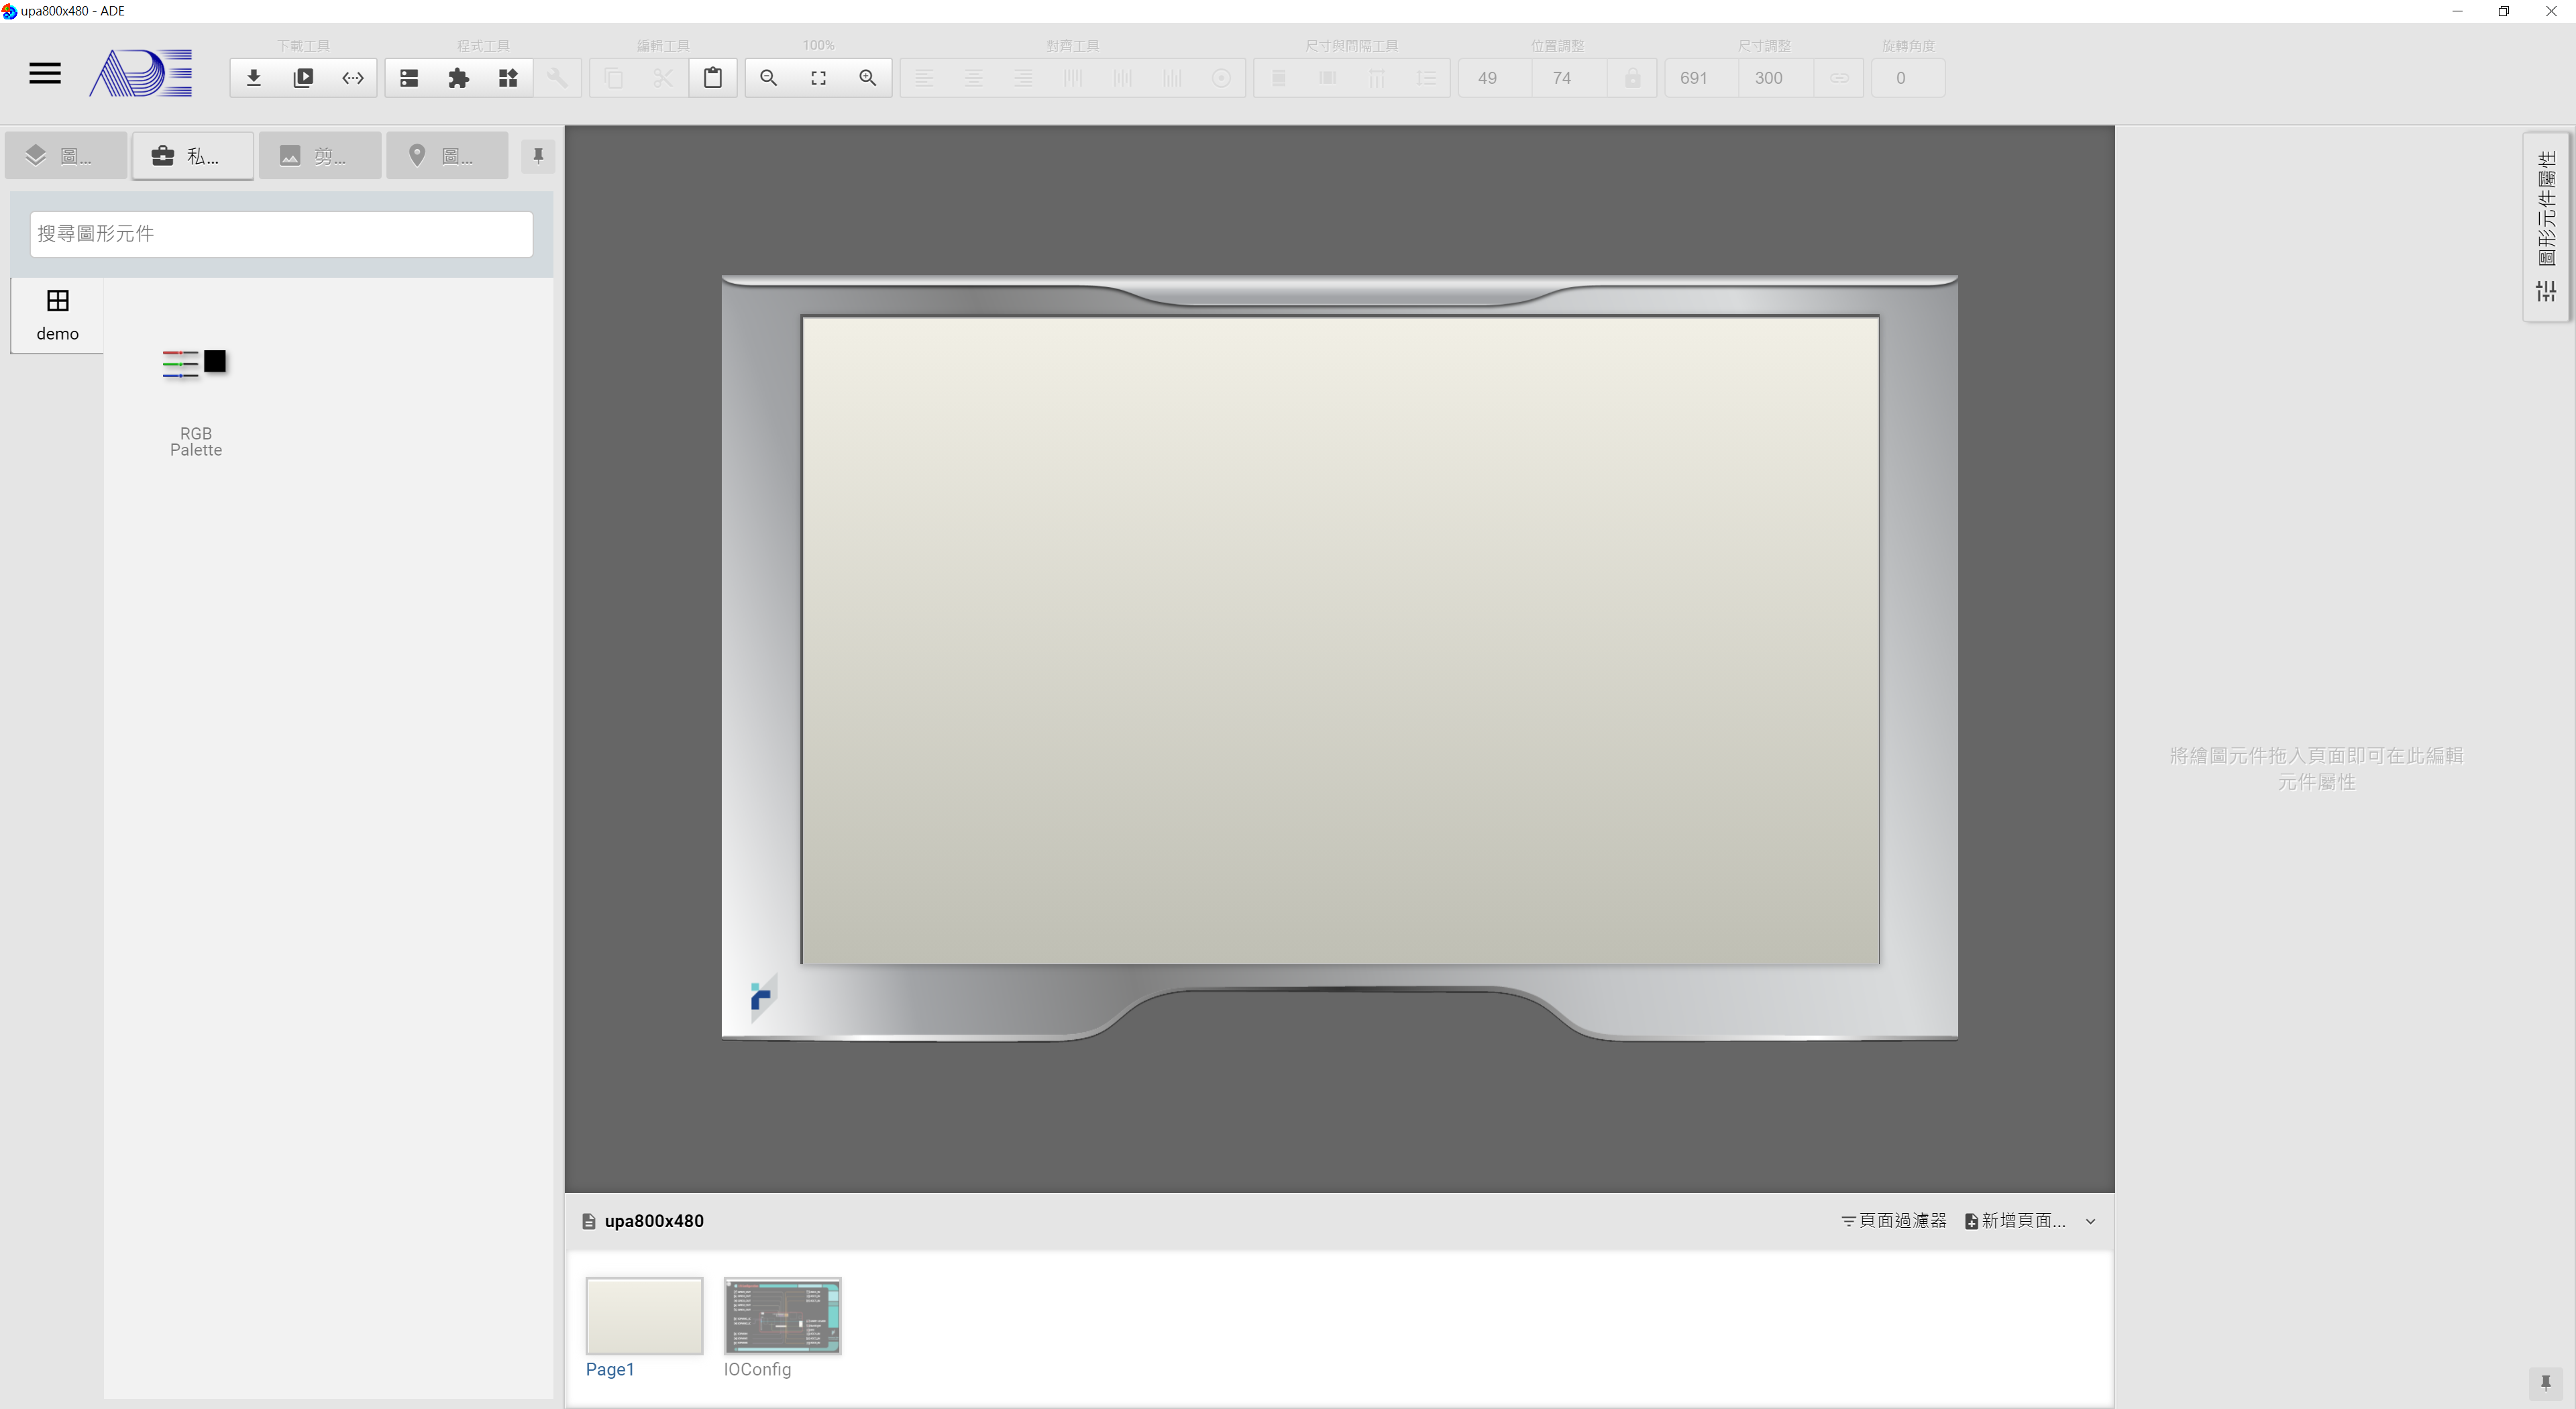 upa800x480 - ADE
下載工具
程式工具
編輯工具
100%
對齊工具
尺寸與間隔工具
位置調整
尺寸調整
旋轉角度
ADE
49
74
691
300
0
圖...
私...
剪...
圖...
搜尋圖形元件
demo
RGB
Palette
圖形元件屬性
將繪圖元件拖入頁面即可在此編輯
元件屬性
upa800x480
頁面過濾器
新增頁面...
Page1
IOConfig